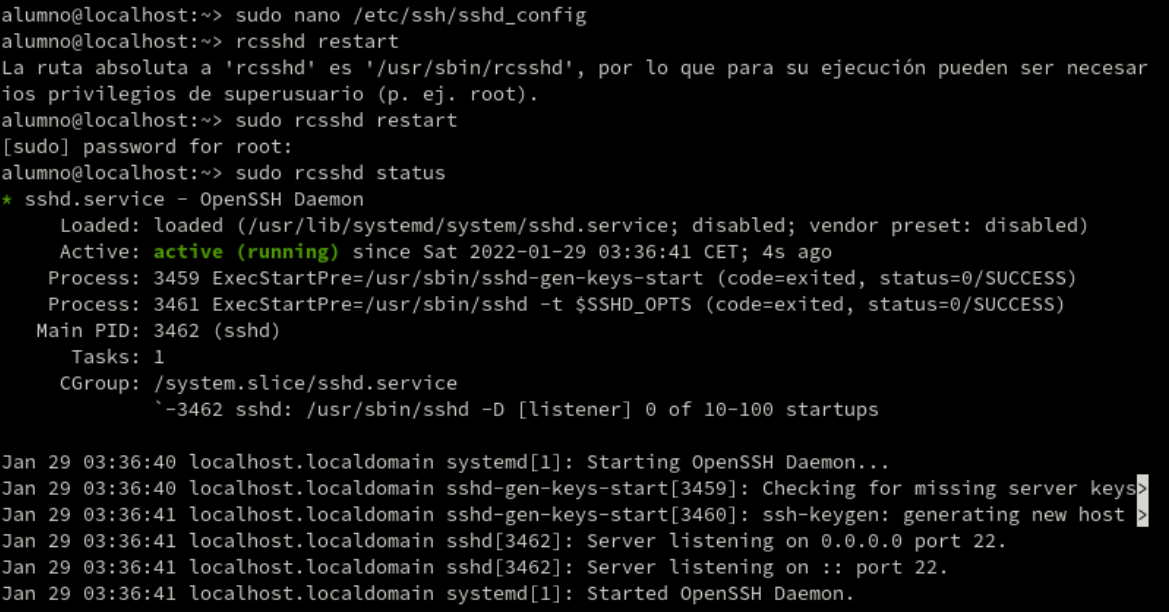 alumno@localhost:~> sudo nano /etc/ssh/sshd_config
alumno@localhost:~> rcsshd restart
La ruta absoluta a 'rcsshd' es '/usr/sbin/rcsshd', por lo que para su ejecución pueden ser necesar
ios privilegios de superusuario (p. ej. root).
alumno@localhost:~> sudo rcsshd restart
[sudo] password for root:
alumno@localhost:~> sudo rcsshd status
* sshd.service - OpenSSH Daemon
     Loaded: loaded (/usr/lib/systemd/system/sshd.service; disabled; vendor preset: disabled)
     Active: active (running) since Sat 2022-01-29 03:36:41 CET; 4s ago
    Process: 3459 ExecStartPre=/usr/sbin/sshd-gen-keys-start (code=exited, status=0/SUCCESS)
    Process: 3461 ExecStartPre=/usr/sbin/sshd -t $SSHD_OPTS (code=exited, status=0/SUCCESS)
   Main PID: 3462 (sshd)
      Tasks: 1
     CGroup: /system.slice/sshd.service
             `-3462 sshd: /usr/sbin/sshd -D [listener] 0 of 10-100 startups

Jan 29 03:36:40 localhost.localdomain systemd[1]: Starting OpenSSH Daemon...
Jan 29 03:36:40 localhost.localdomain sshd-gen-keys-start[3459]: Checking for missing server keys>
Jan 29 03:36:41 localhost.localdomain sshd-gen-keys-start[3460]: ssh-keygen: generating new host >
Jan 29 03:36:41 localhost.localdomain sshd[3462]: Server listening on 0.0.0.0 port 22.
Jan 29 03:36:41 localhost.localdomain sshd[3462]: Server listening on :: port 22.
Jan 29 03:36:41 localhost.localdomain systemd[1]: Started OpenSSH Daemon.